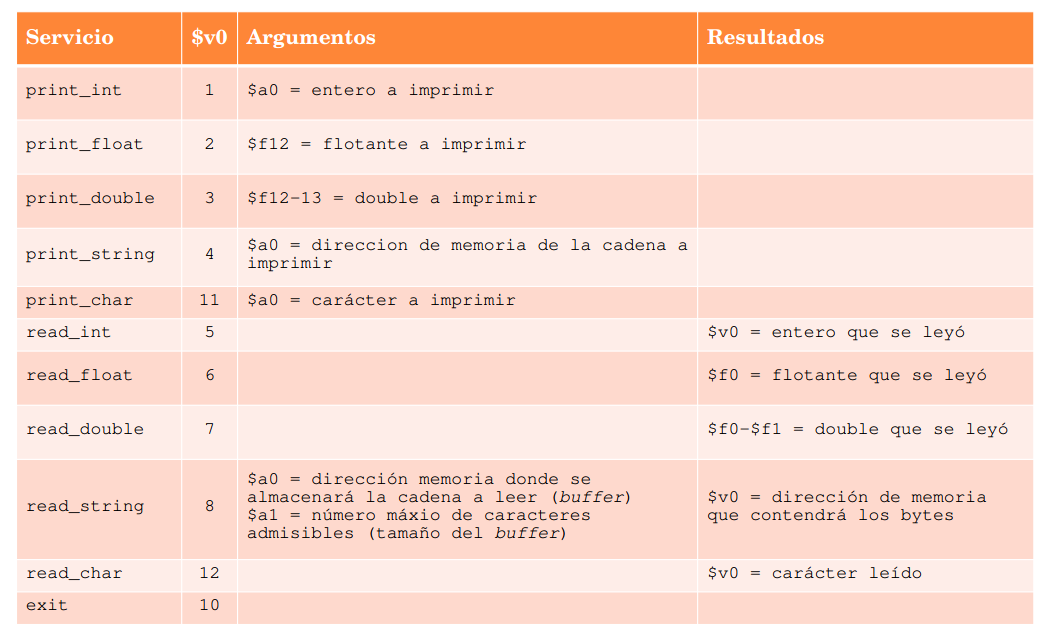 Servicio $v0 Argumentos Resultados
print_int 1 $a0 = entero a imprimir
print_float 2 $f12 = flotante a imprimir
print_double 3 $f12-13 = double a imprimir
print_string 4 $a0 = direccion de memoria de la cadena a
imprimir
print_char 11 $a0 = carácter a imprimir
read_int 5 $v0 = entero que se leyó
read_float 6 $f0 = flotante que se leyó
read_double 7 $f0-$f1 = double que se leyó
read_string 8
$a0 = dirección memoria donde se
almacenará la cadena a leer (buffer)
$a1 = número máxio de caracteres
admisibles (tamaño del buffer)
$v0 = dirección de memoria
que contendrá los bytes
read_char 12 $v0 = carácter leído
exit 10